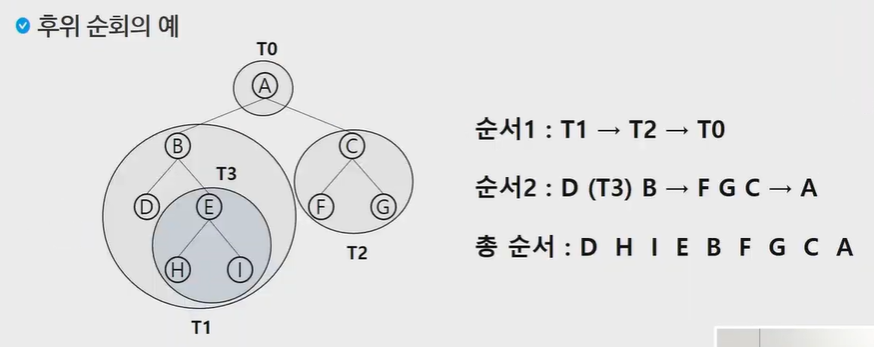 후위 순회의 예
T0
A
B
C
T3
D
E
F
G
H
I
T2
T1
순서1 : T1 → T2 → T0
순서2 : D (T3) B → F G C → A
총 순서 : D H I E B F G C A